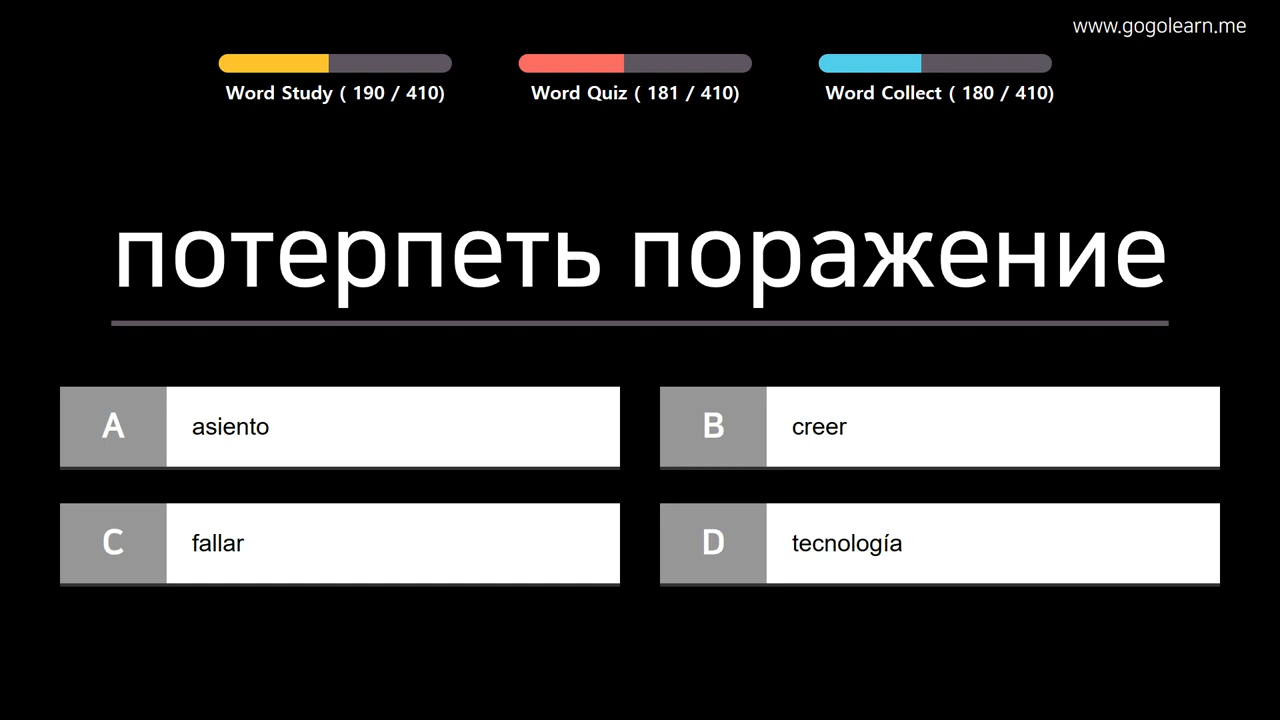 www.gogolearn.me
Word Study ( 190 / 410)
Word Quiz ( 181 / 410)
Word Collect ( 180 / 410)
потерпеть поражение
A asiento
B creer
C fallar
D tecnología